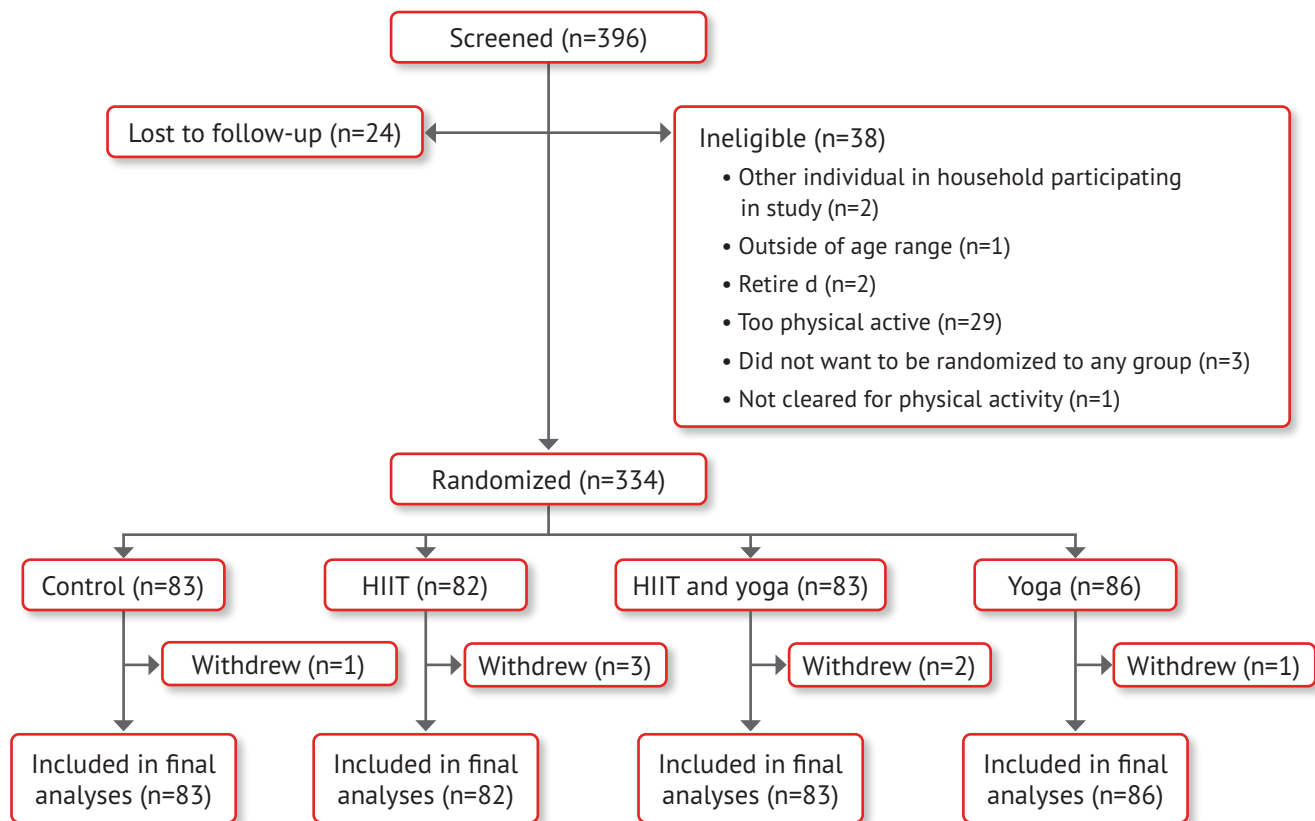 Screened (n=396)
Lost to follow-up (n=24)
Ineligible (n=38)
• Other individual in household participating
in study (n=2)
• Outside of age range (n=1)
• Retire d (n=2)
• Too physical active (n=29)
• Did not want to be randomized to any group (n=3)
• Not cleared for physical activity (n=1)
Randomized (n=334)
Control (n=83)
HIIT (n=82)
HIIT and yoga (n=83)
Yoga (n=86)
Withdrew (n=1)
Withdrew (n=3)
Withdrew (n=2)
Withdrew (n=1)
Included in final
analyses (n=83)
Included in final
analyses (n=82)
Included in final
analyses (n=83)
Included in final
analyses (n=86)